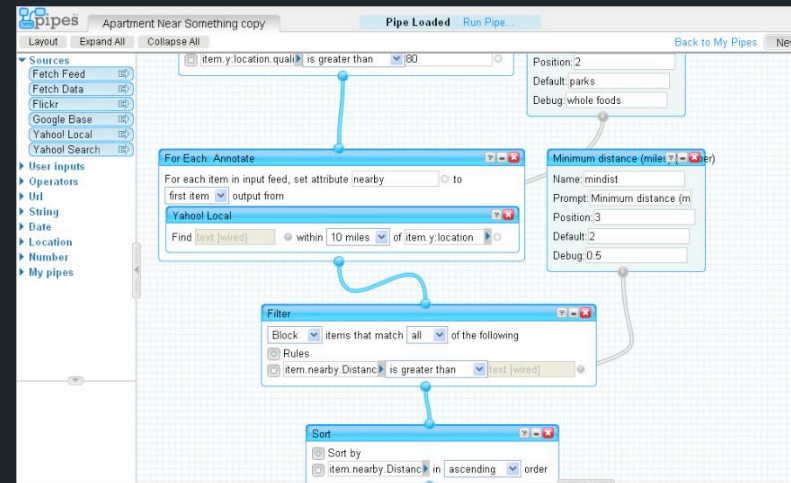 pipes
Apartment Near Something copy
Pipe Loaded Run Pipe...
Layout Expand All Collapse All
Back to My Pipes
Sources
Fetch Feed
Fetch Data
Flickr
Google Base
Yahoo! Local
Yahoo! Search
User inputs
Operators
Url
String
Date
Location
Number
My pipes
item.y:location.quali is greater than 80
Position: 2
Default: parks
Debug: whole foods
For Each: Annotate
For each item in input feed, set attribute nearby to
first item output from
Yahoo! Local
Find text [wired] within 10 miles of item.y:location
Minimum distance (miles)
Name: mindist
Prompt: Minimum distance (m
Position: 3
Default: 2
Debug: 0.5
Filter
Block items that match all of the following
Rules
item.nearby.Distanc is greater than text [wired]
Sort
Sort by
item.nearby.Distanc in ascending order